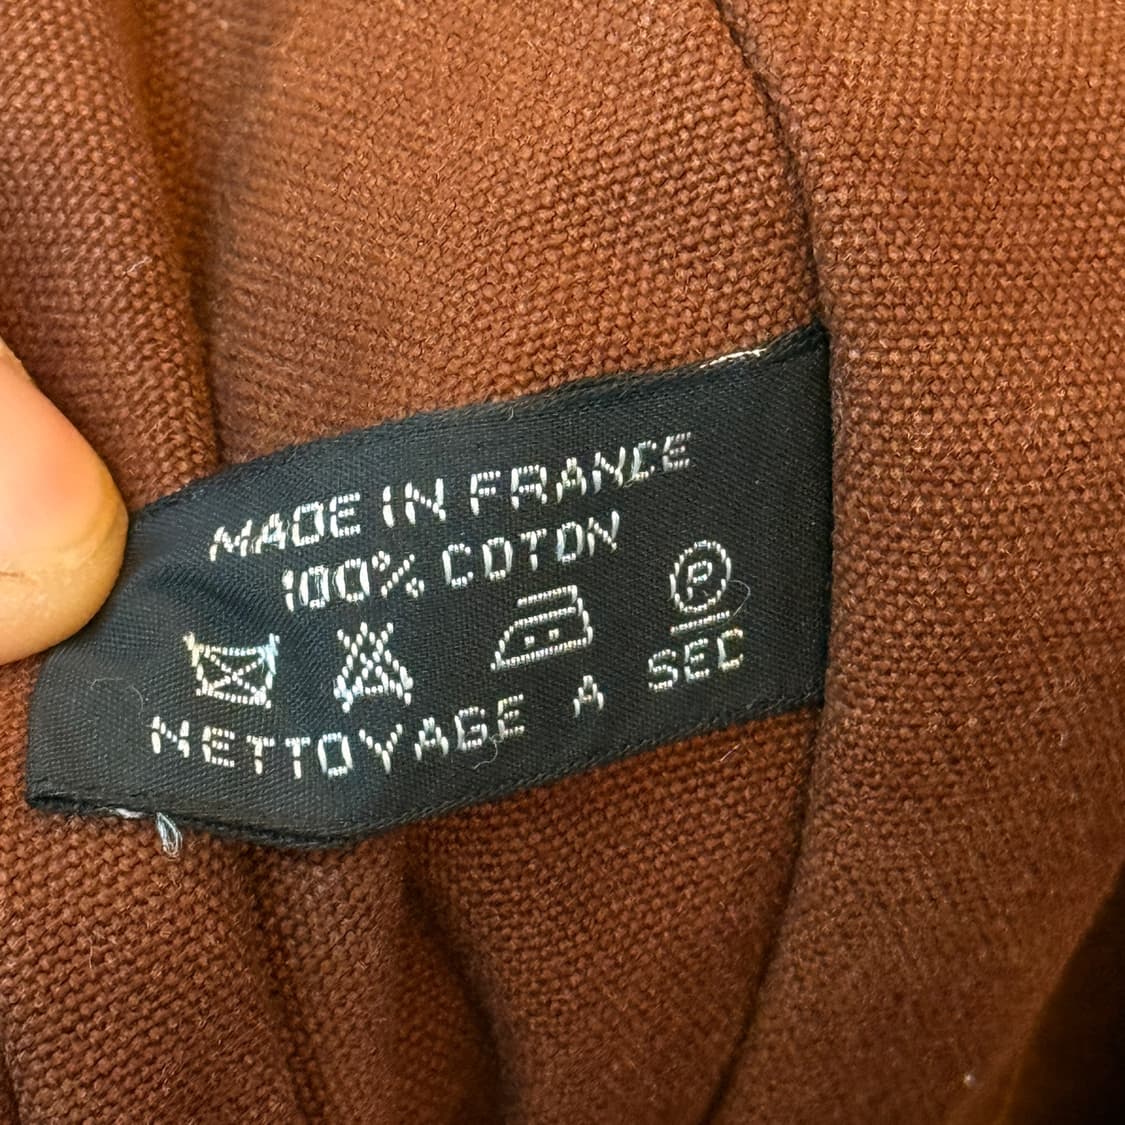 MADE IN FRANCE
100% COTON
P
NETTOYAGE A SEC